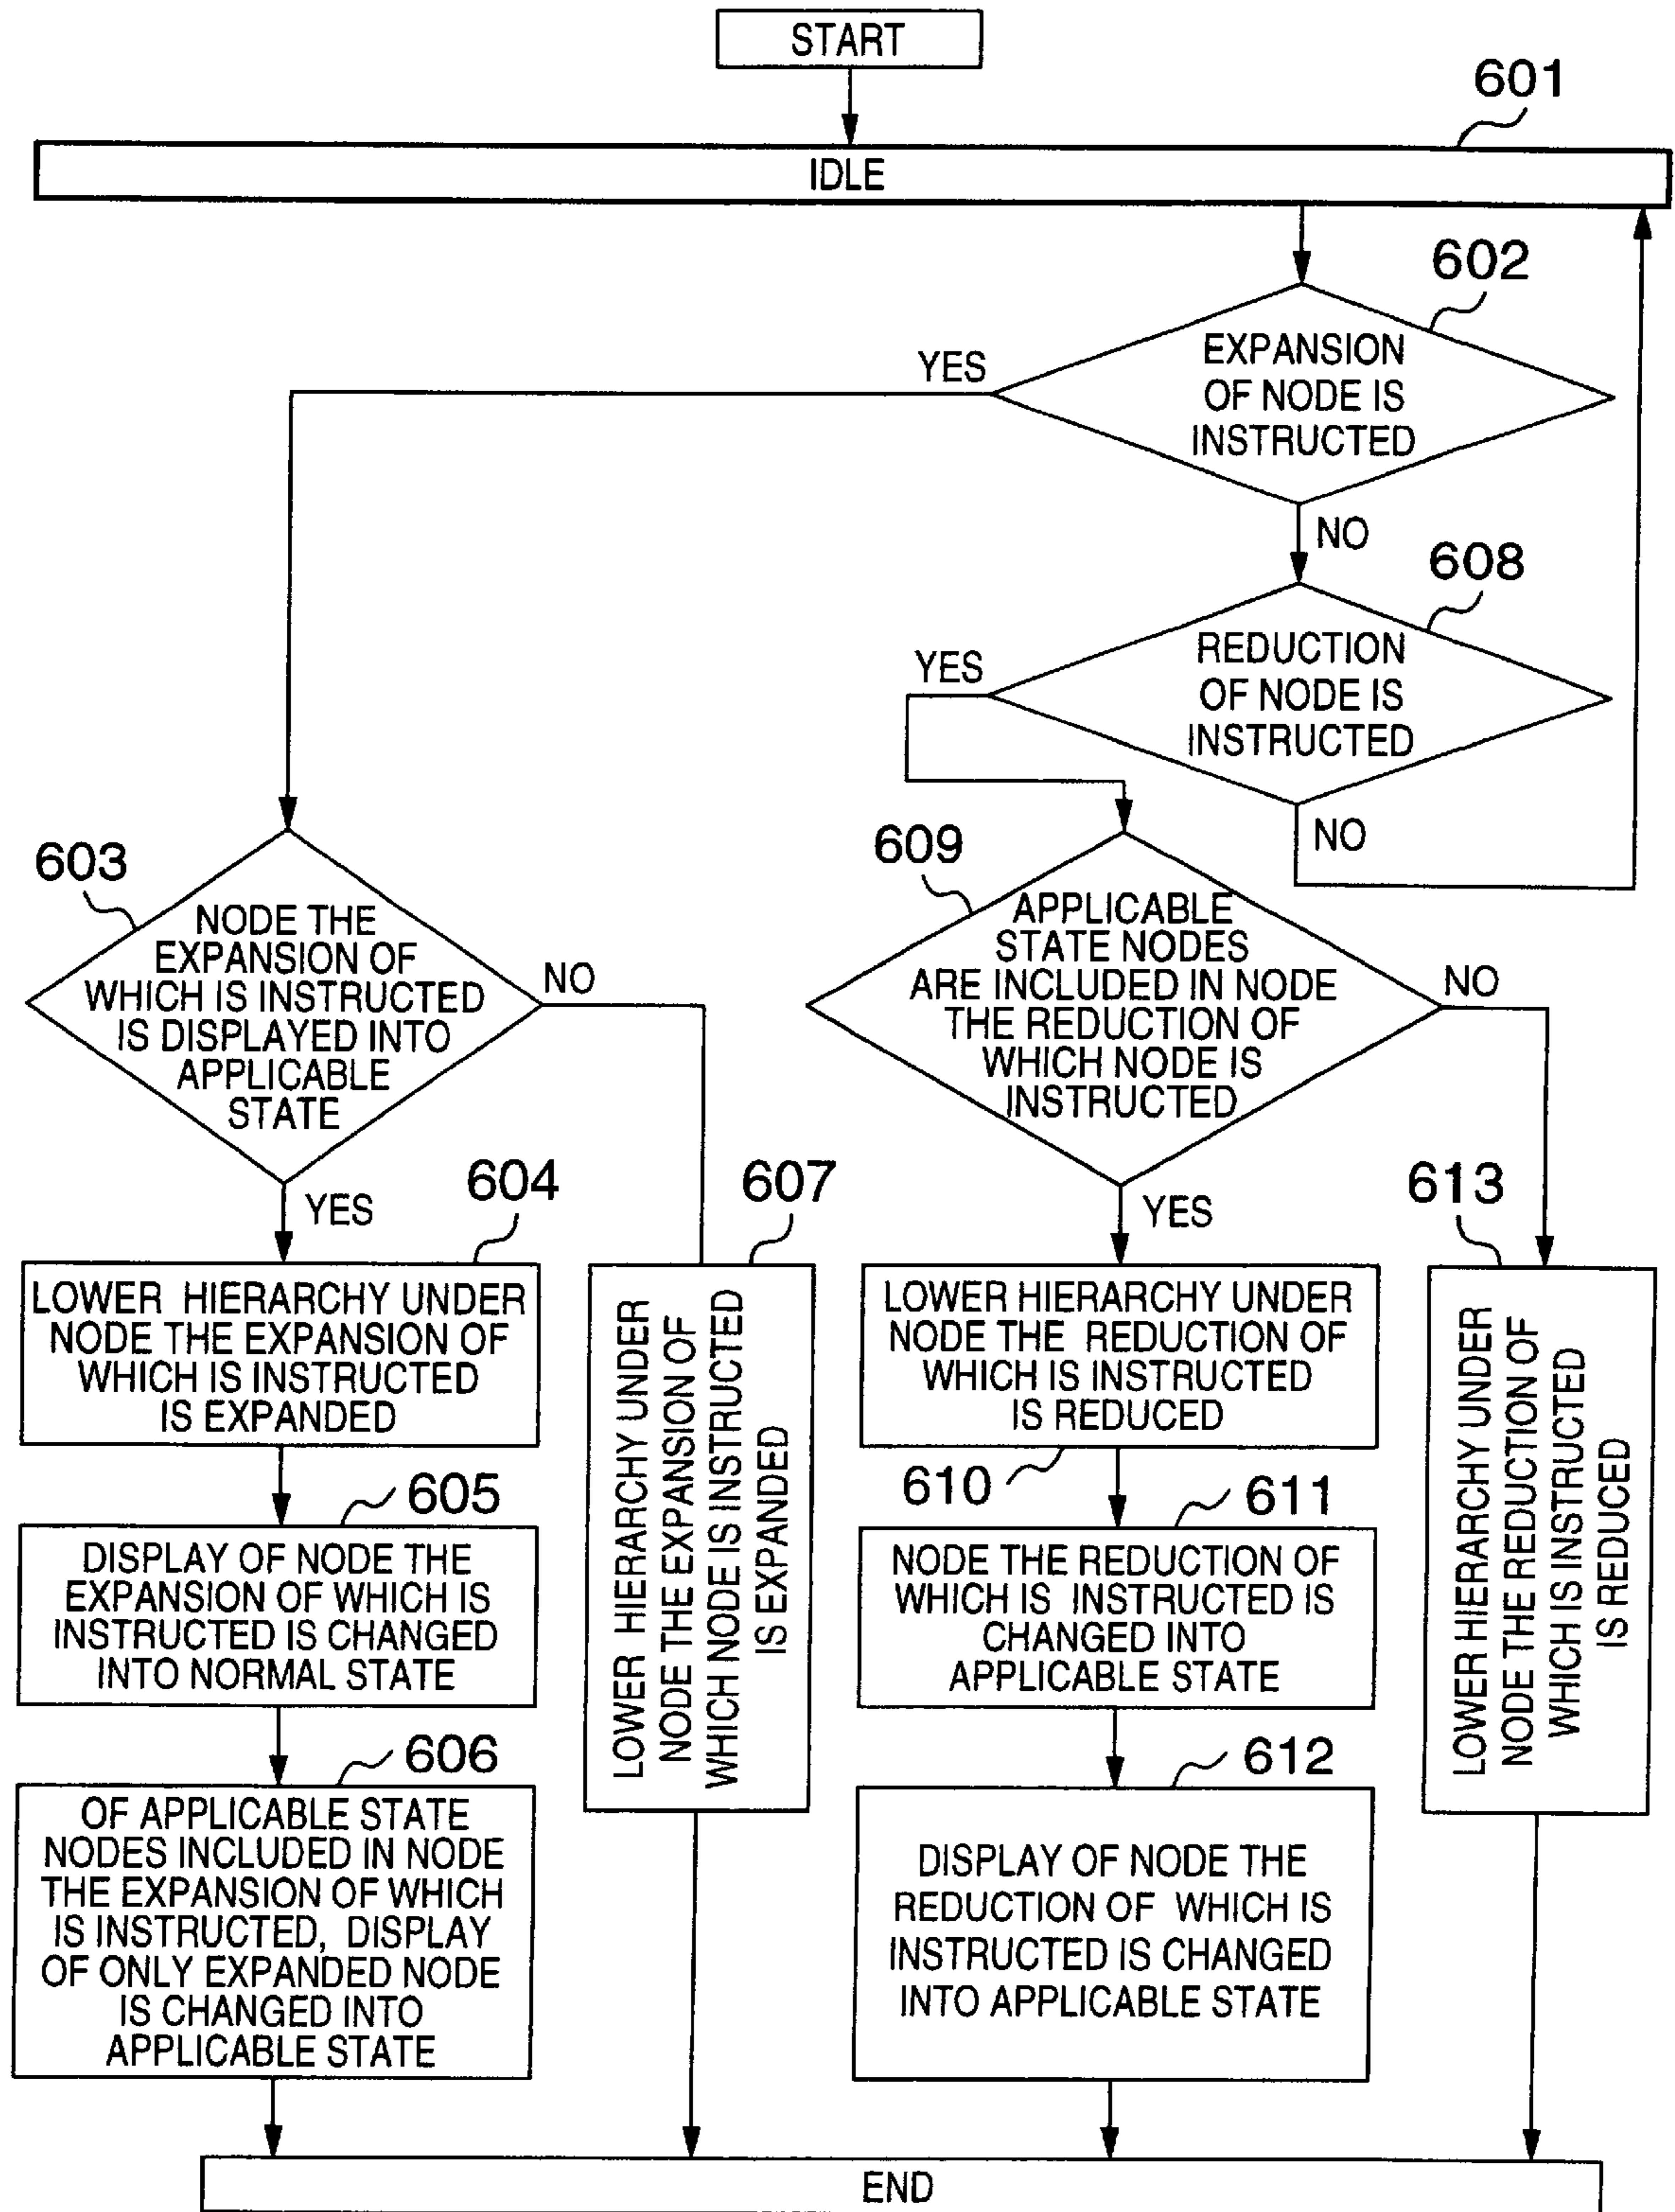 START
601
IDLE
602
EXPANSION
OF NODE IS
INSTRUCTED
YES
NO
608
REDUCTION
OF NODE IS
INSTRUCTED
YES
NO
603
NODE THE
EXPANSION OF
WHICH IS INSTRUCTED
IS DISPLAYED INTO
APPLICABLE
STATE
NO
YES
609
APPLICABLE
STATE NODES
ARE INCLUDED IN NODE
THE REDUCTION OF
WHICH NODE IS
INSTRUCTED
NO
YES
604
LOWER HIERARCHY UNDER
NODE THE EXPANSION OF
WHICH IS INSTRUCTED
IS EXPANDED
605
DISPLAY OF NODE THE
EXPANSION OF WHICH IS
INSTRUCTED IS CHANGED
INTO NORMAL STATE
606
OF APPLICABLE STATE
NODES INCLUDED IN NODE
THE EXPANSION OF WHICH
IS INSTRUCTED, DISPLAY
OF ONLY EXPANDED NODE
IS CHANGED INTO
APPLICABLE STATE
607
LOWER HIERARCHY UNDER
NODE THE EXPANSION OF
WHICH NODE IS INSTRUCTED
IS EXPANDED
LOWER HIERARCHY UNDER
NODE THE REDUCTION OF
WHICH IS INSTRUCTED
IS REDUCED
610
611
NODE THE REDUCTION OF
WHICH IS INSTRUCTED IS
CHANGED INTO
APPLICABLE STATE
612
DISPLAY OF NODE THE
REDUCTION OF WHICH IS
INSTRUCTED IS CHANGED
INTO APPLICABLE STATE
613
LOWER HIERARCHY UNDER
NODE THE REDUCTION OF
WHICH IS INSTRUCTED
IS REDUCED
END